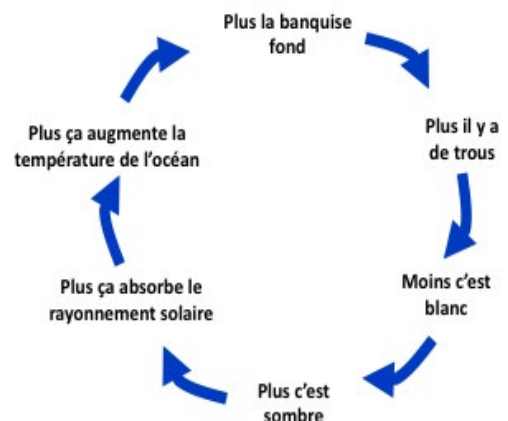 Plus la banquise
fond
Plus il y a
de trous
Moins c'est
blanc
Plus c'est
sombre
Plus ça absorbe le
rayonnement solaire
Plus ça augmente la
température de l'océan